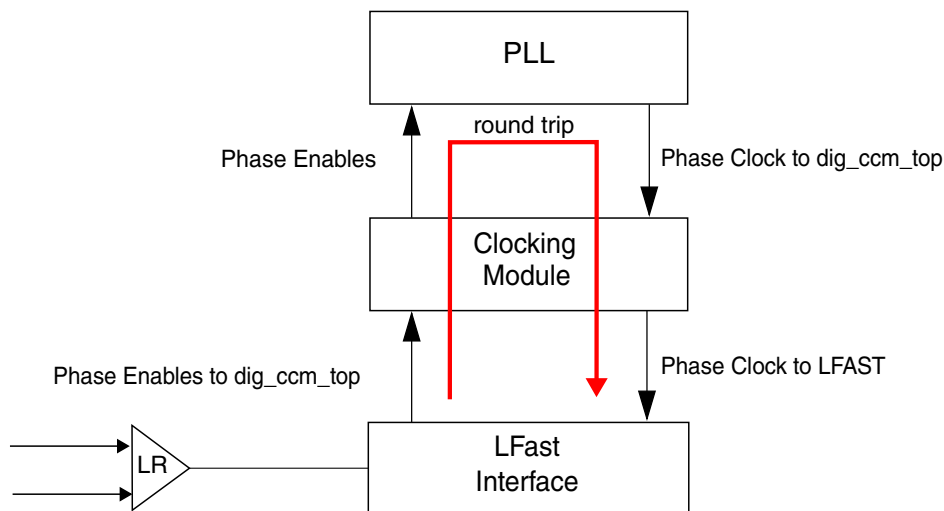 PLL
round trip
Phase Enables
Phase Clock to dig_ccm_top
Clocking
Module
Phase Enables to dig_ccm_top
Phase Clock to LFAST
LR
LFast
Interface